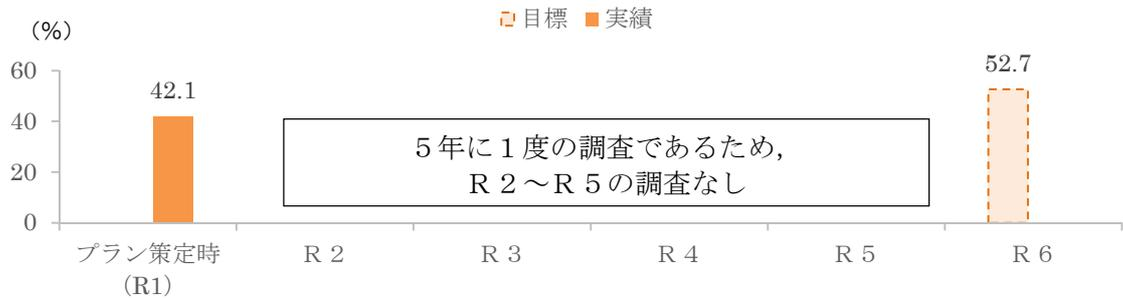 目標 実績
（%）
60
40
20
0
42.1
52.7
５年に１度の調査であるため，
Ｒ２～Ｒ５の調査なし
プラン策定時 Ｒ２ Ｒ３ Ｒ４ Ｒ５ Ｒ６
（R1）